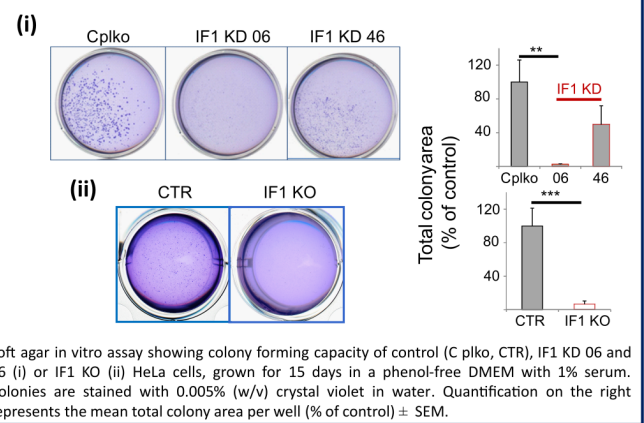 (i)
Cplko IF1 KD 06 IF1 KD 46
**
IF1 KD
120
80
40
Cplko 06 46
(ii)
CTR IF1 KO
Total colony area
(% of control)
***
120
80
40
CTR IF1 KO
oft agar in vitro assay showing colony forming capacity of control (C plko, CTR), IF1 KD 06 and
6 (i) or IF1 KO (ii) HeLa cells, grown for 15 days in a phenol-free DMEM with 1% serum.
olonies are stained with 0.005% (w/v) crystal violet in water. Quantification on the right
epresents the mean total colony area per well (% of control) ± SEM.